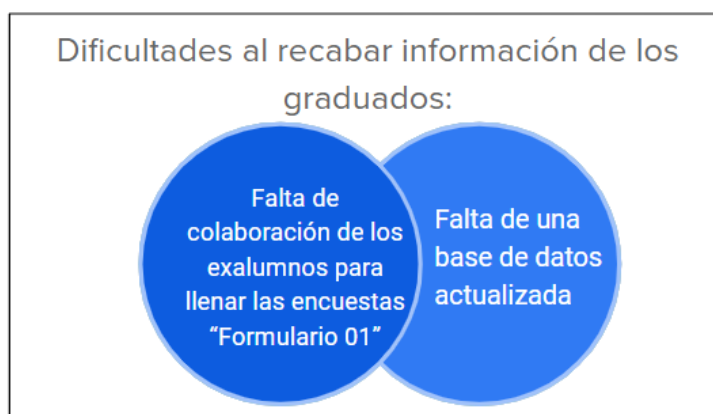 Dificultades al recabar información de los
graduados:
Falta de
colaboración de los
exalumnos para
llenar las encuestas
“Formulario 01”
Falta de una
base de datos
actualizada